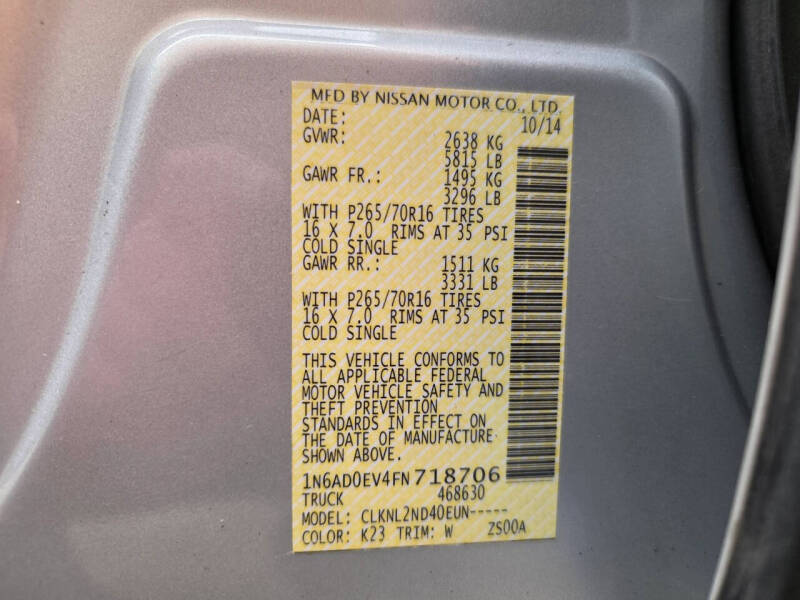 MFD BY NISSAN MOTOR CO., LTD.
DATE: 10/14
GVWR: 2638 KG
5815 LB
GAWR FR.: 1495 KG
3296 LB
WITH P265/70R16 TIRES
16 X 7.0 RIMS AT 35 PSI
COLD SINGLE
GAWR RR.: 1511 KG
3331 LB
WITH P265/70R16 TIRES
16 X 7.0 RIMS AT 35 PSI
COLD SINGLE
THIS VEHICLE CONFORMS TO
ALL APPLICABLE FEDERAL
MOTOR VEHICLE SAFETY AND
THEFT PREVENTION
STANDARDS IN EFFECT ON
THE DATE OF MANUFACTURE
SHOWN ABOVE.
1N6AD0EV4FN718706
TRUCK 468630
MODEL: CLKNL2ND40EUN-----
COLOR: K23 TRIM: W ZS00A